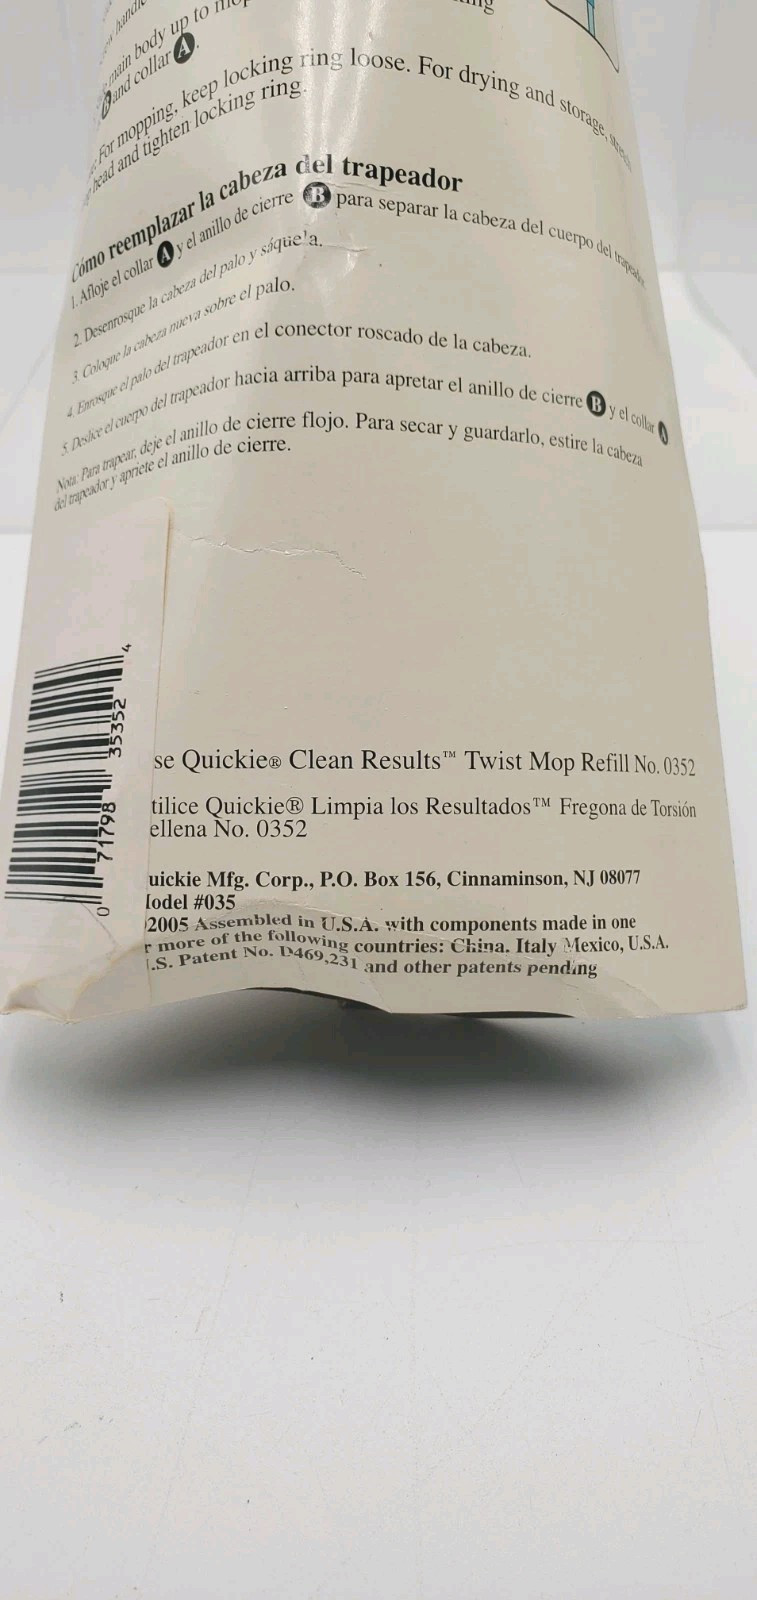 main body up to
and collar A.
For mopping, keep locking ring loose. For drying and storage,
head and tighten locking ring.
Cómo reemplazar la cabeza del trapeador
1. Afloje el collar A y el anillo de cierre B para separar la cabeza del cuerpo del trapeador
2. Desenrosque la cabeza del palo y sáquela.
3. Coloque la cabeza nueva sobre el palo.
4. Enrosque el palo del trapeador en el conector roscado de la cabeza.
5. Deslice el cuerpo del trapeador hacia arriba para apretar el anillo de cierre B y el collar A
Nota: Para trapear, deje el anillo de cierre flojo. Para secar y guardarlo, estire la cabeza
del trapeador y apriete el anillo de cierre.
0 71798 35352 4
se Quickie® Clean Results™ Twist Mop Refill No. 0352
tilice Quickie® Limpia los Resultados™ Fregona de Torsión
ellena No. 0352
uickie Mfg. Corp., P.O. Box 156, Cinnaminson, NJ 08077
odel #035
2005 Assembled in U.S.A. with components made in one
r more of the following countries: China. Italy Mexico, U.S.A.
.S. Patent No. D469,231 and other patents pending